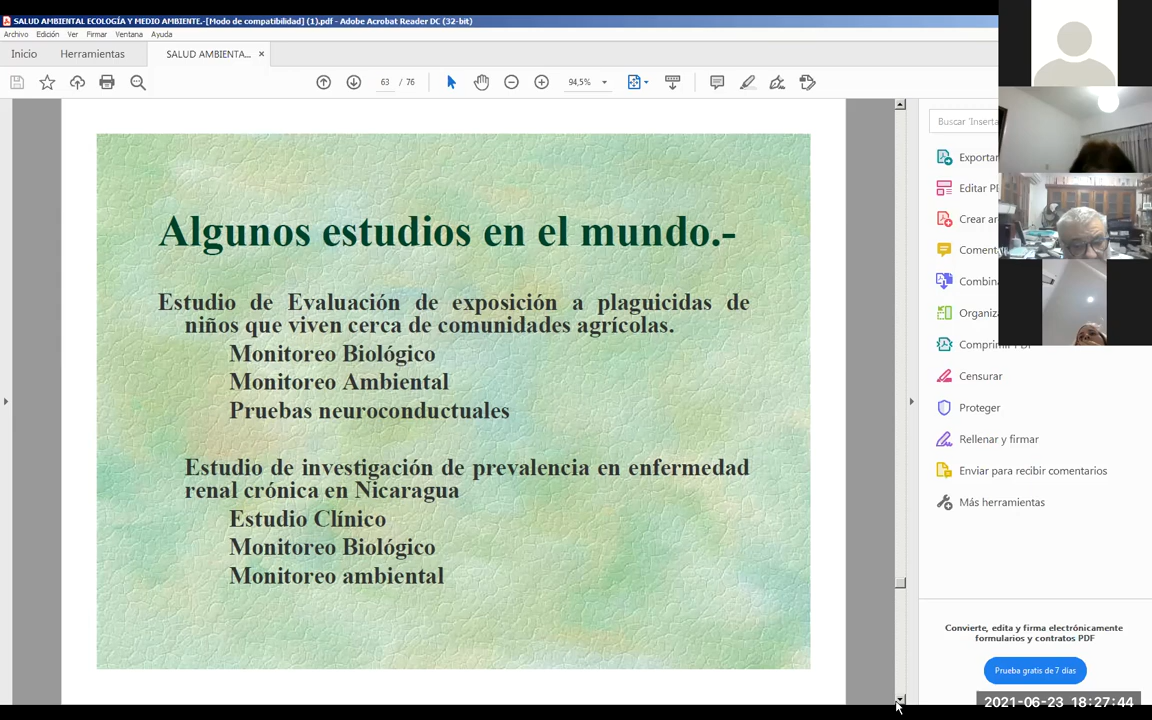 SALUD AMBIENTAL ECOLOGÍA Y MEDIO AMBIENTE.-[Modo de compatibilidad] (1).pdf - Adobe Acrobat Reader DC (32-bit)
Archivo Edición Ver Firmar Ventana Ayuda
Inicio Herramientas SALUD AMBIENTA... ×
63 / 76 94,5%
Buscar 'Inserta
Exportar
Editar PD
Crear ar
Coment
Combin
Organiz
Comprimir PDF
Censurar
Proteger
Rellenar y firmar
Enviar para recibir comentarios
Más herramientas
Algunos estudios en el mundo.-
Estudio de Evaluación de exposición a plaguicidas de
niños que viven cerca de comunidades agrícolas.
Monitoreo Biológico
Monitoreo Ambiental
Pruebas neuroconductuales
Estudio de investigación de prevalencia en enfermedad
renal crónica en Nicaragua
Estudio Clínico
Monitoreo Biológico
Monitoreo ambiental
Convierte, edita y firma electrónicamente
formularios y contratos PDF
Prueba gratis de 7 días
2021-06-23 18:27:44